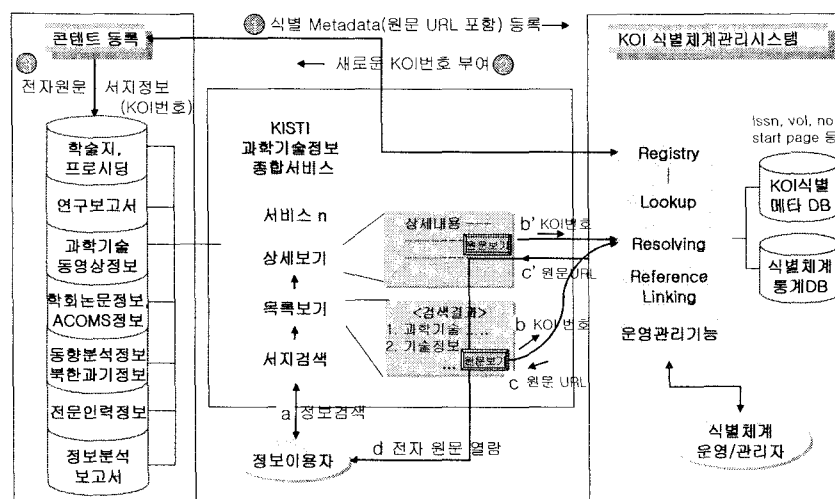 ① 식별 Metadata(원문 URL 포함) 등록
콘텐트 등록
KOI 식별체계관리시스템
새로운 KOI번호 부여
전자원문
서지정보
(KOI번호)
학술지,
프로시딩
연구보고서
과학기술
동영상정보
학회논문정보,
ACOMS정보
동향분석정보
북한과기정보
전문인력정보
정보분석
보고서
KISTI
과학기술정보
종합서비스
서비스 n
상세보기
목록보기
서지검색
a 정보검색
정보이용자
상세내용
원문보기
b' KOI번호
c' 원문URL
<검색결과>
1. 과학기술 ...
2. 기술정보
...
원문보기
b KOI번호
c 원문 URL
d 전자 원문 열람
Issn, vol, no
start page 등
Registry
Lookup
Resolving
Reference
Linking
운영관리기능
KOI식별
메타 DB
식별체계
통계DB
식별체계
운영/관리자